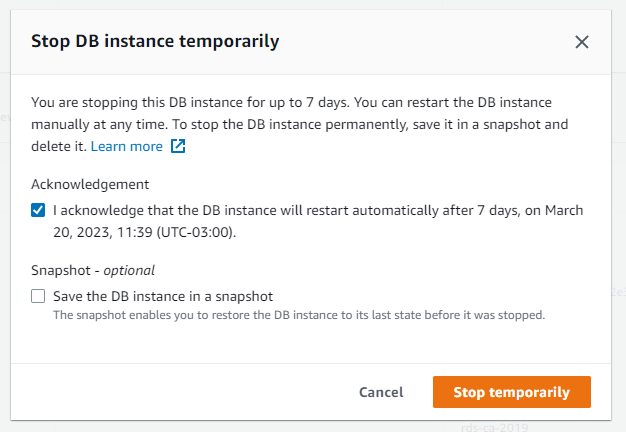 Stop DB instance temporarily
You are stopping this DB instance for up to 7 days. You can restart the DB instance
manually at any time. To stop the DB instance permanently, save it in a snapshot and
delete it. Learn more
Acknowledgement
I acknowledge that the DB instance will restart automatically after 7 days, on March
20, 2023, 11:39 (UTC-03:00).
Snapshot - optional
Save the DB instance in a snapshot
The snapshot enables you to restore the DB instance to its last state before it was stopped.
Cancel
Stop temporarily
rds-ca-2019